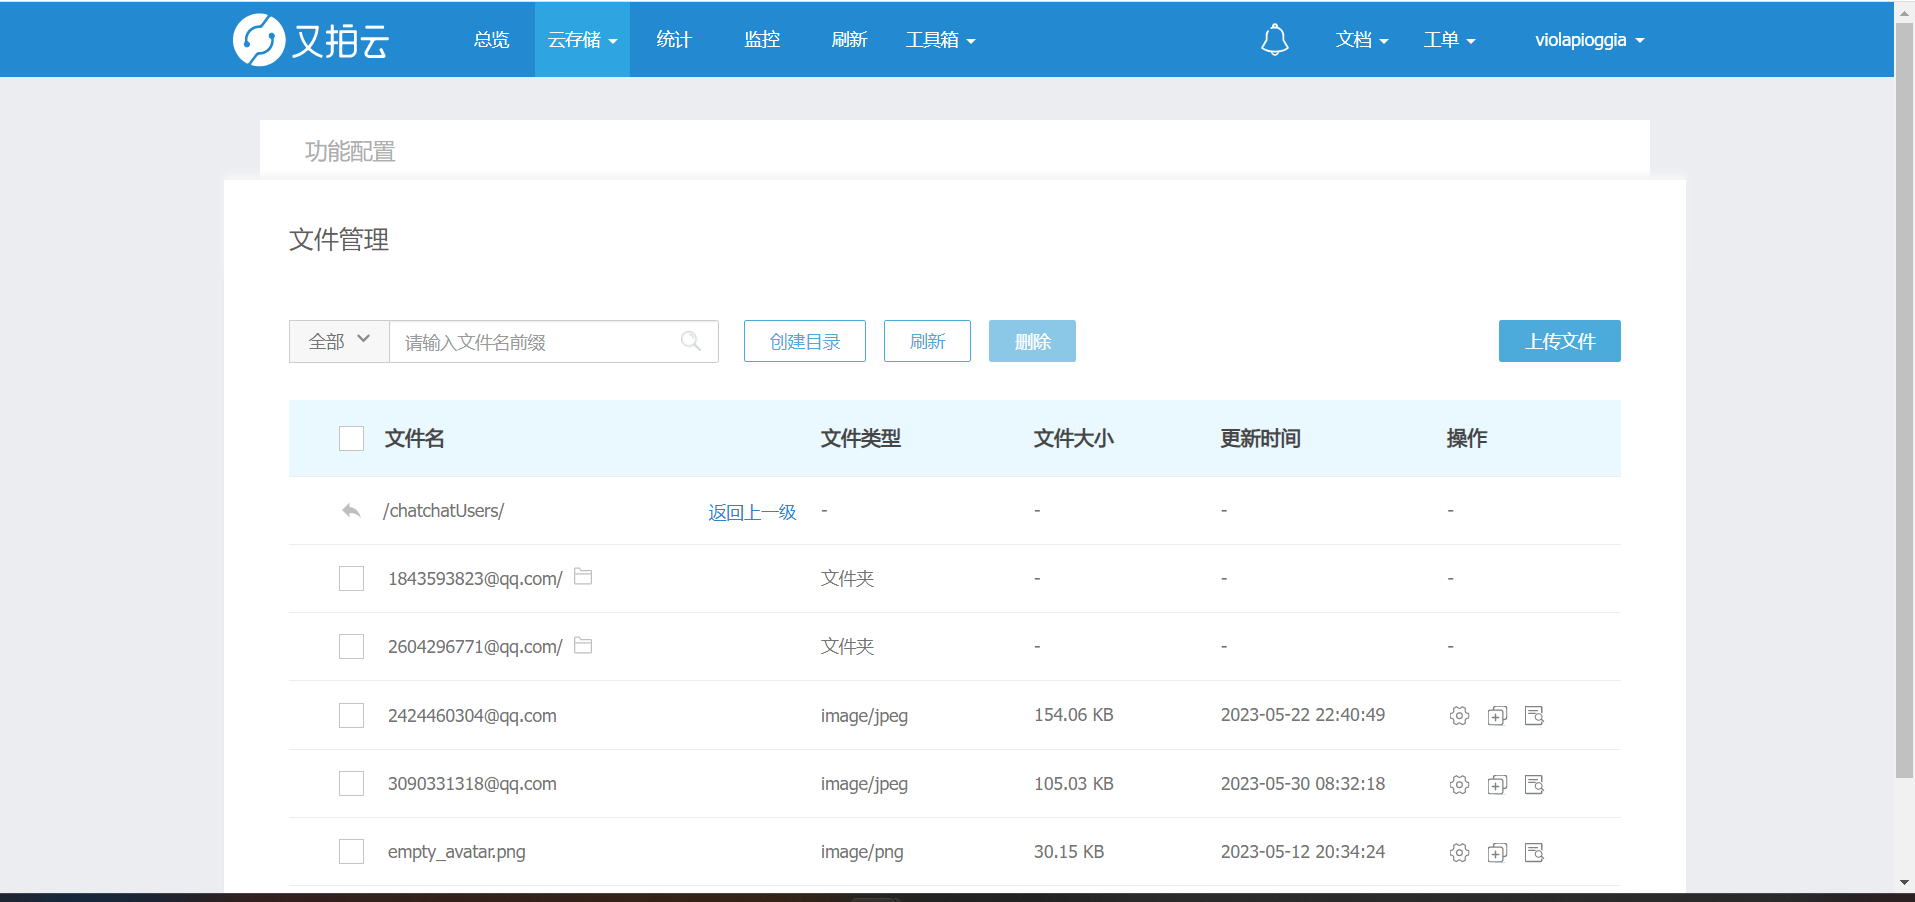 又拍云 总览 云存储 统计 监控 刷新 工具箱 文档 工单 violapioggia
功能配置
文件管理
全部 请输入文件名前缀 创建目录 刷新 删除 上传文件
文件名 文件类型 文件大小 更新时间 操作
/chatchatUsers/ 返回上一级 - - - -
1843593823@qq.com/ 文件夹 - - -
2604296771@qq.com/ 文件夹 - - -
2424460304@qq.com image/jpeg 154.06 KB 2023-05-22 22:40:49
3090331318@qq.com image/jpeg 105.03 KB 2023-05-30 08:32:18
empty_avatar.png image/png 30.15 KB 2023-05-12 20:34:24